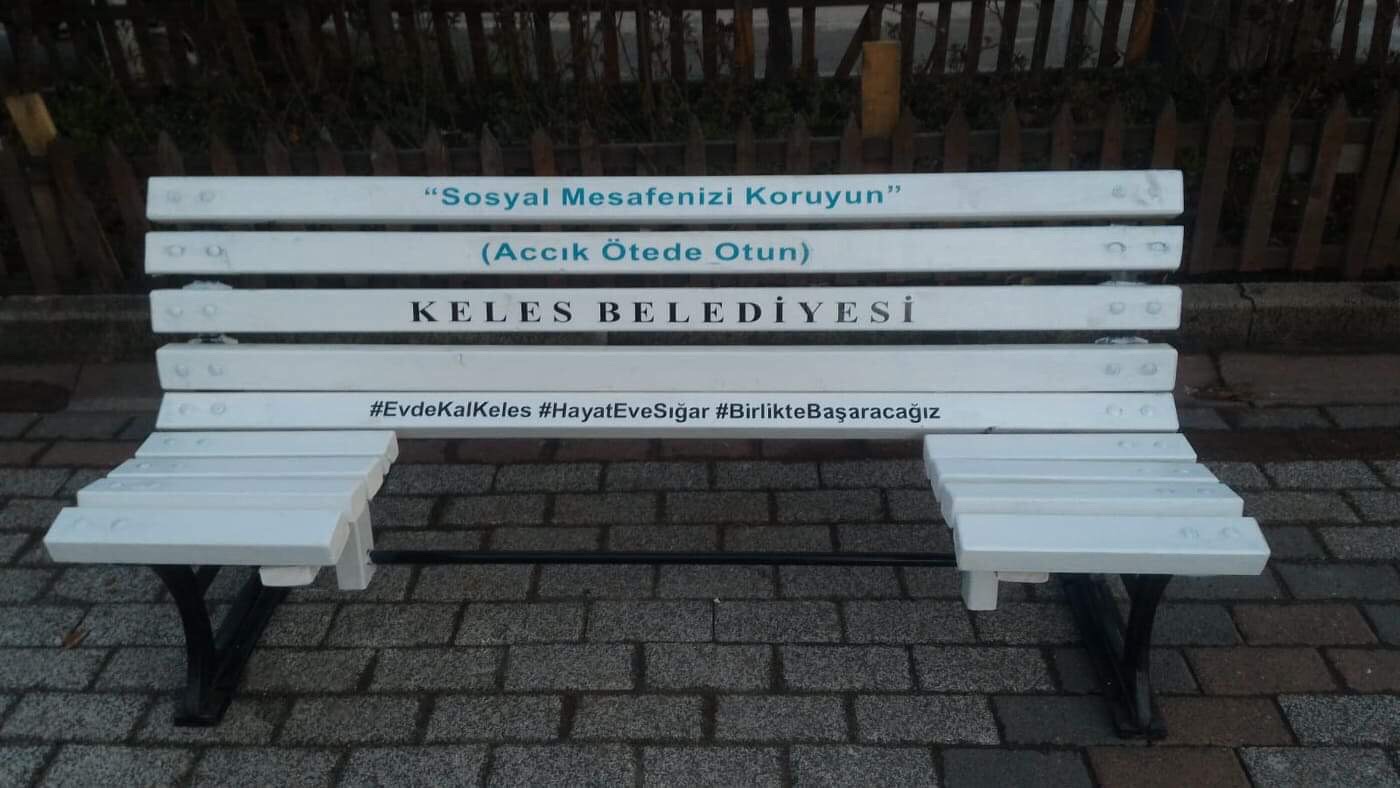 “Sosyal Mesafenizi Koruyun”
(Accık Ötede Otun)
KELES BELEDİYESİ
#EvdeKalKeles #HayatEveSığar #BirlikteBaşaracağız